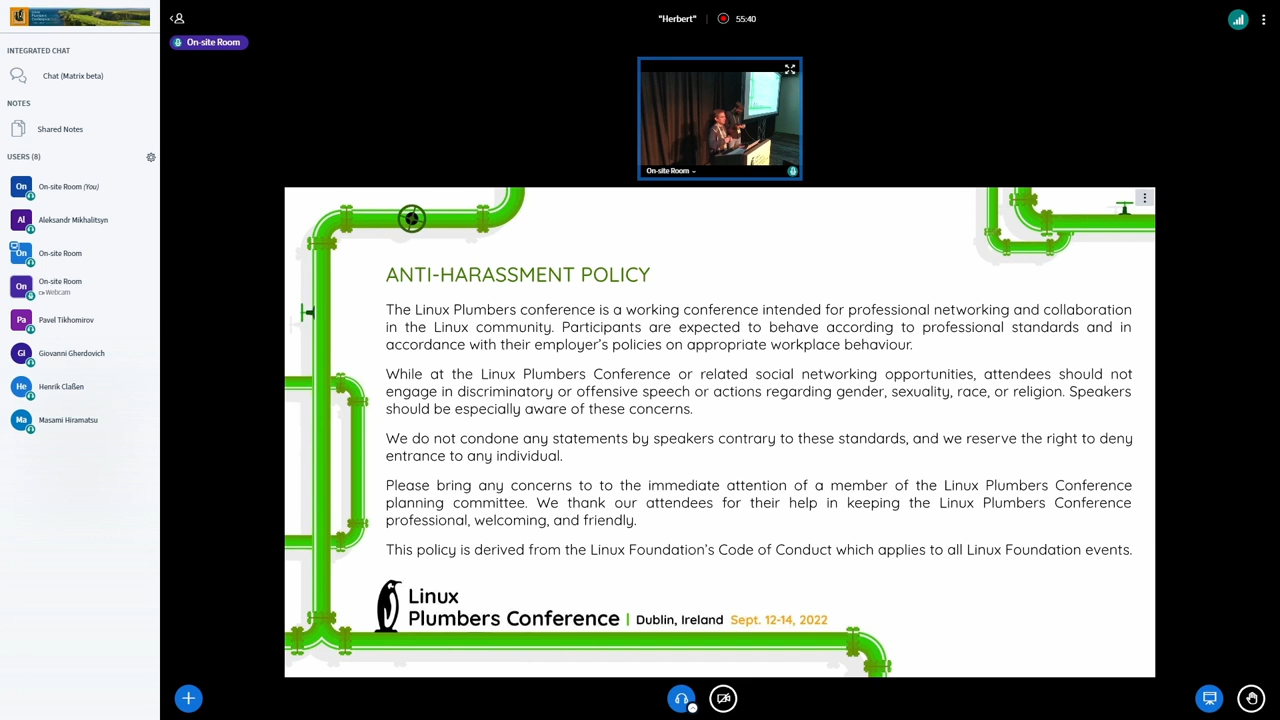 INTEGRATED CHAT
Chat (Matrix beta)
NOTES
Shared Notes
USERS (8)
On
On-site Room (You)
Al
Aleksandr Mikhalitsyn
On
On-site Room
On
On-site Room
Webcam
Pa
Pavel Tikhomirov
Gi
Giovanni Gherdovich
He
Henrik Claßen
Ma
Masami Hiramatsu
"Herbert"
55:40
On-site Room
On-site Room
ANTI-HARASSMENT POLICY
The Linux Plumbers conference is a working conference intended for professional networking and collaboration
in the Linux community. Participants are expected to behave according to professional standards and in
accordance with their employer's policies on appropriate workplace behaviour.
While at the Linux Plumbers Conference or related social networking opportunities, attendees should not
engage in discriminatory or offensive speech or actions regarding gender, sexuality, race, or religion. Speakers
should be especially aware of these concerns.
We do not condone any statements by speakers contrary to these standards, and we reserve the right to deny
entrance to any individual.
Please bring any concerns to to the immediate attention of a member of the Linux Plumbers Conference
planning committee. We thank our attendees for their help in keeping the Linux Plumbers Conference
professional, welcoming, and friendly.
This policy is derived from the Linux Foundation's Code of Conduct which applies to all Linux Foundation events.
Linux
Plumbers Conference | Dublin, Ireland Sept. 12-14, 2022